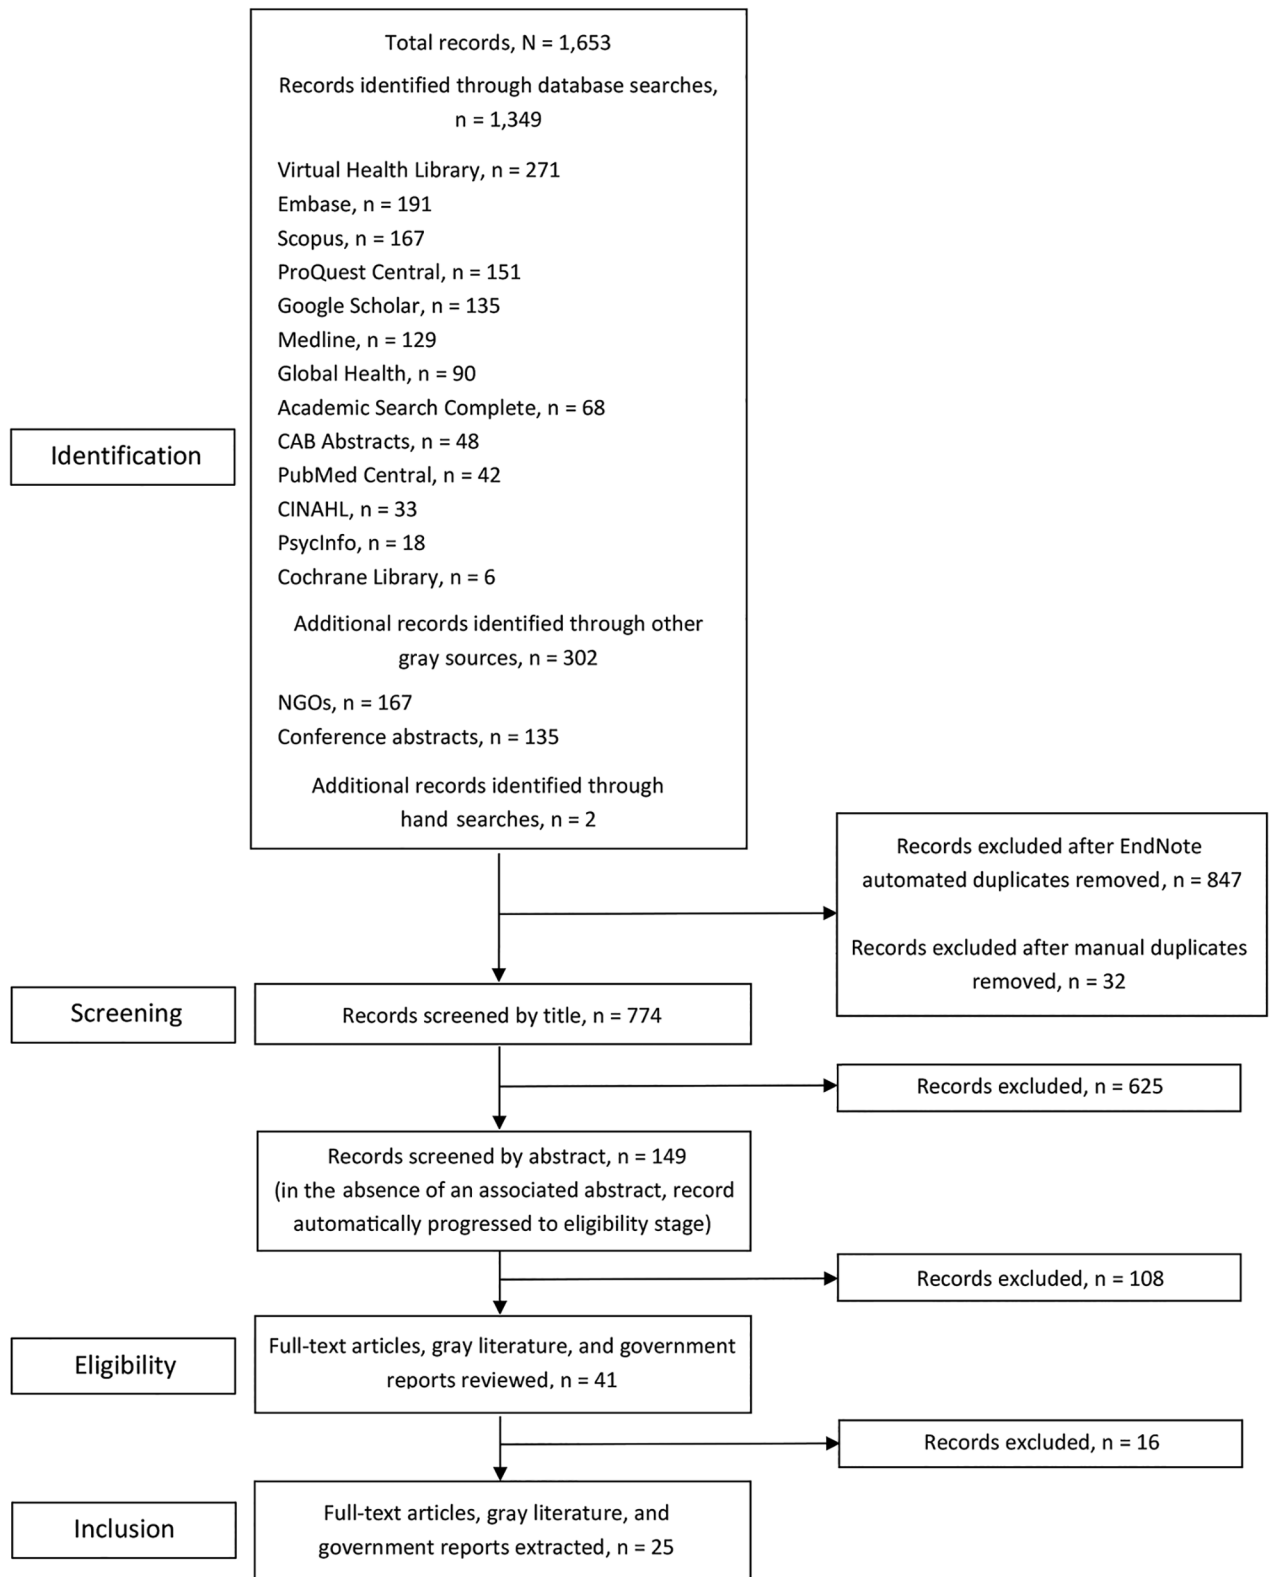 Total records, N = 1,653
Records identified through database searches,
n = 1,349
Virtual Health Library, n = 271
Embase, n = 191
Scopus, n = 167
ProQuest Central, n = 151
Google Scholar, n = 135
Medline, n = 129
Global Health, n = 90
Academic Search Complete, n = 68
CAB Abstracts, n = 48
PubMed Central, n = 42
CINAHL, n = 33
PsycInfo, n = 18
Cochrane Library, n = 6
Additional records identified through other
gray sources, n = 302
NGOs, n = 167
Conference abstracts, n = 135
Additional records identified through
hand searches, n = 2
Identification
Records excluded after EndNote
automated duplicates removed, n = 847
Records excluded after manual duplicates
removed, n = 32
Screening
Records screened by title, n = 774
Records excluded, n = 625
Records screened by abstract, n = 149
(in the absence of an associated abstract, record
automatically progressed to eligibility stage)
Records excluded, n = 108
Eligibility
Full-text articles, gray literature, and government
reports reviewed, n = 41
Records excluded, n = 16
Inclusion
Full-text articles, gray literature, and
government reports extracted, n = 25